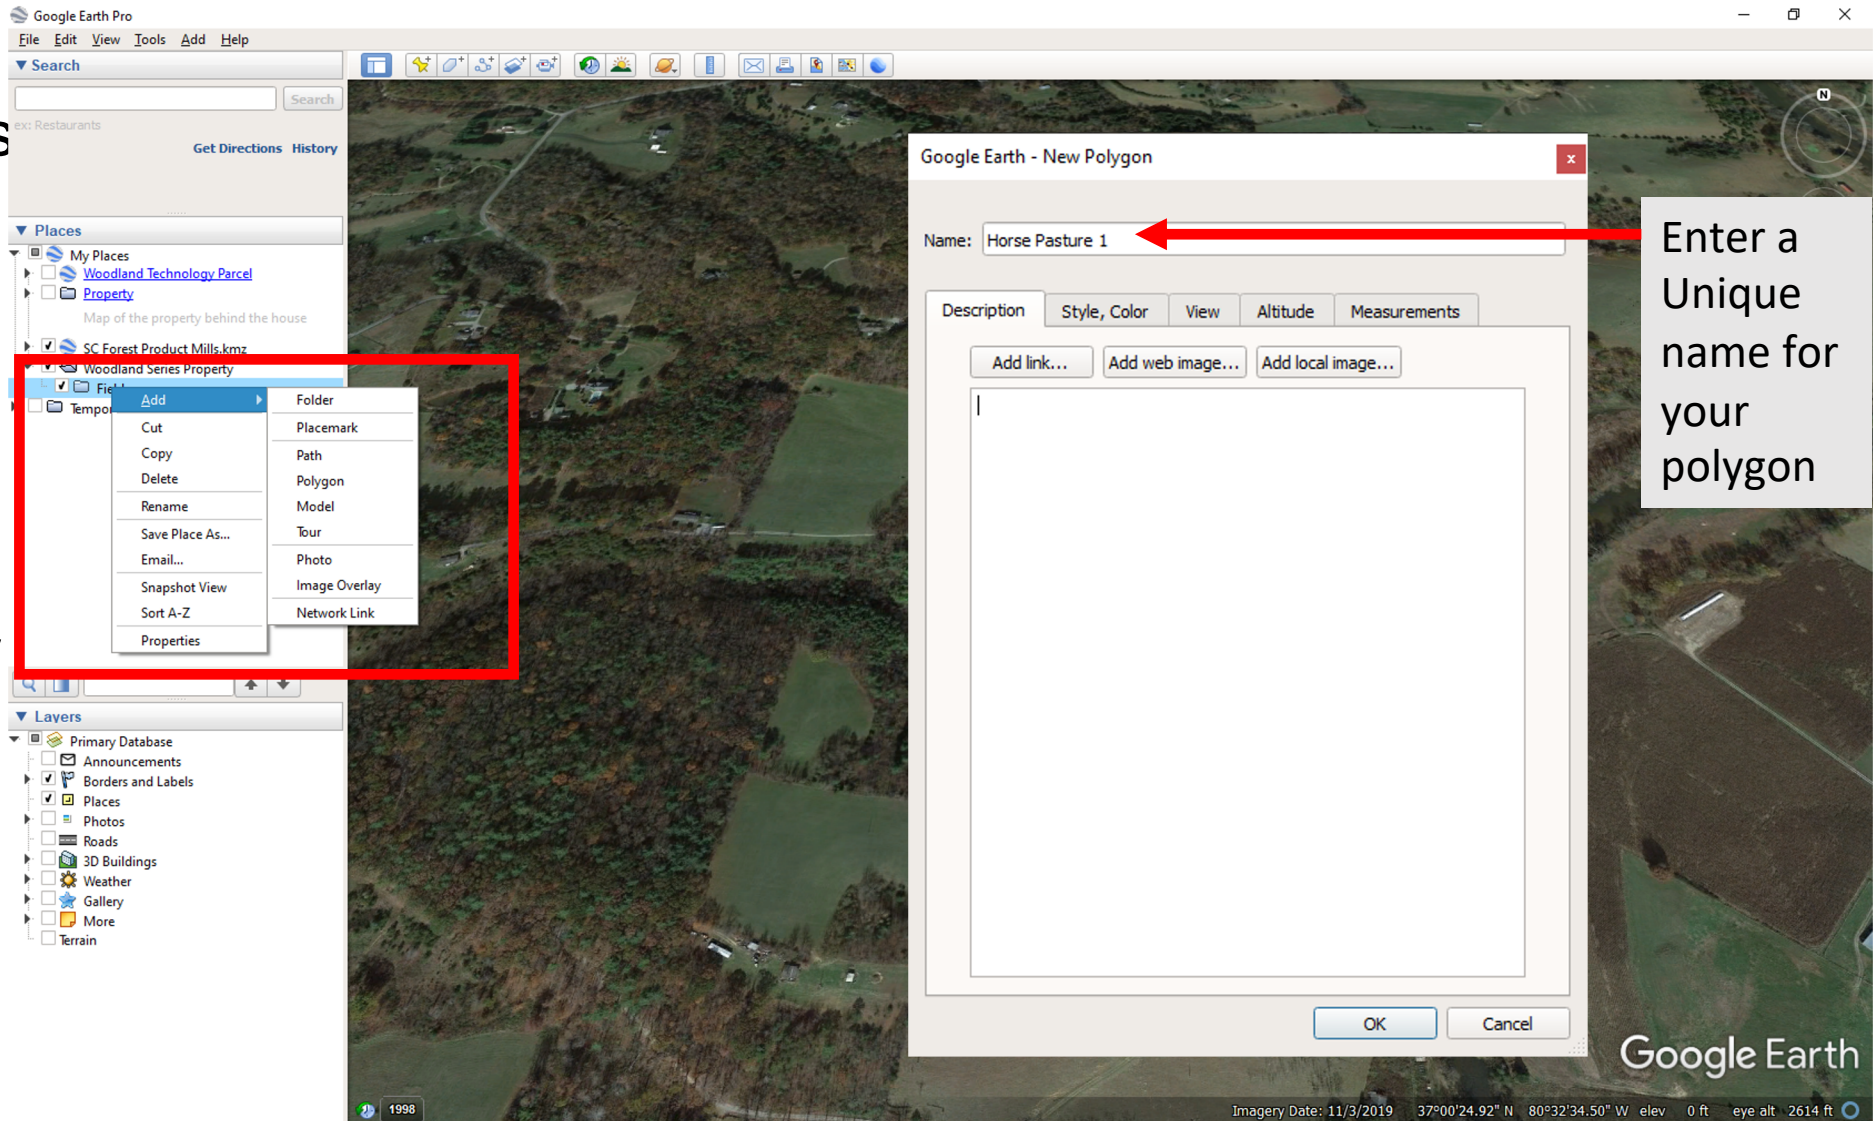 Google Earth Pro
File Edit View Tools Add Help
Search
Search
ex: Restaurants
Get Directions History
Places
My Places
Woodland Technology Parcel
Property
Map of the property behind the house
SC Forest Product Mills.kmz
Woodland Series Property
Tempor
Add
Cut
Copy
Delete
Rename
Save Place As...
Email...
Snapshot View
Sort A-Z
Properties
Folder
Placemark
Path
Polygon
Model
Tour
Photo
Image Overlay
Network Link
Layers
Primary Database
Announcements
Borders and Labels
Places
Photos
Roads
3D Buildings
Weather
Gallery
More
Terrain
N
Google Earth - New Polygon
x
Name: Horse Pasture 1
Description Style, Color View Altitude Measurements
Add link... Add web image... Add local image...
OK Cancel
Enter a
Unique
name for
your
polygon
Google Earth
1998
Imagery Date: 11/3/2019 37°00'24.92" N 80°32'34.50" W elev 0 ft eye alt 2614 ft